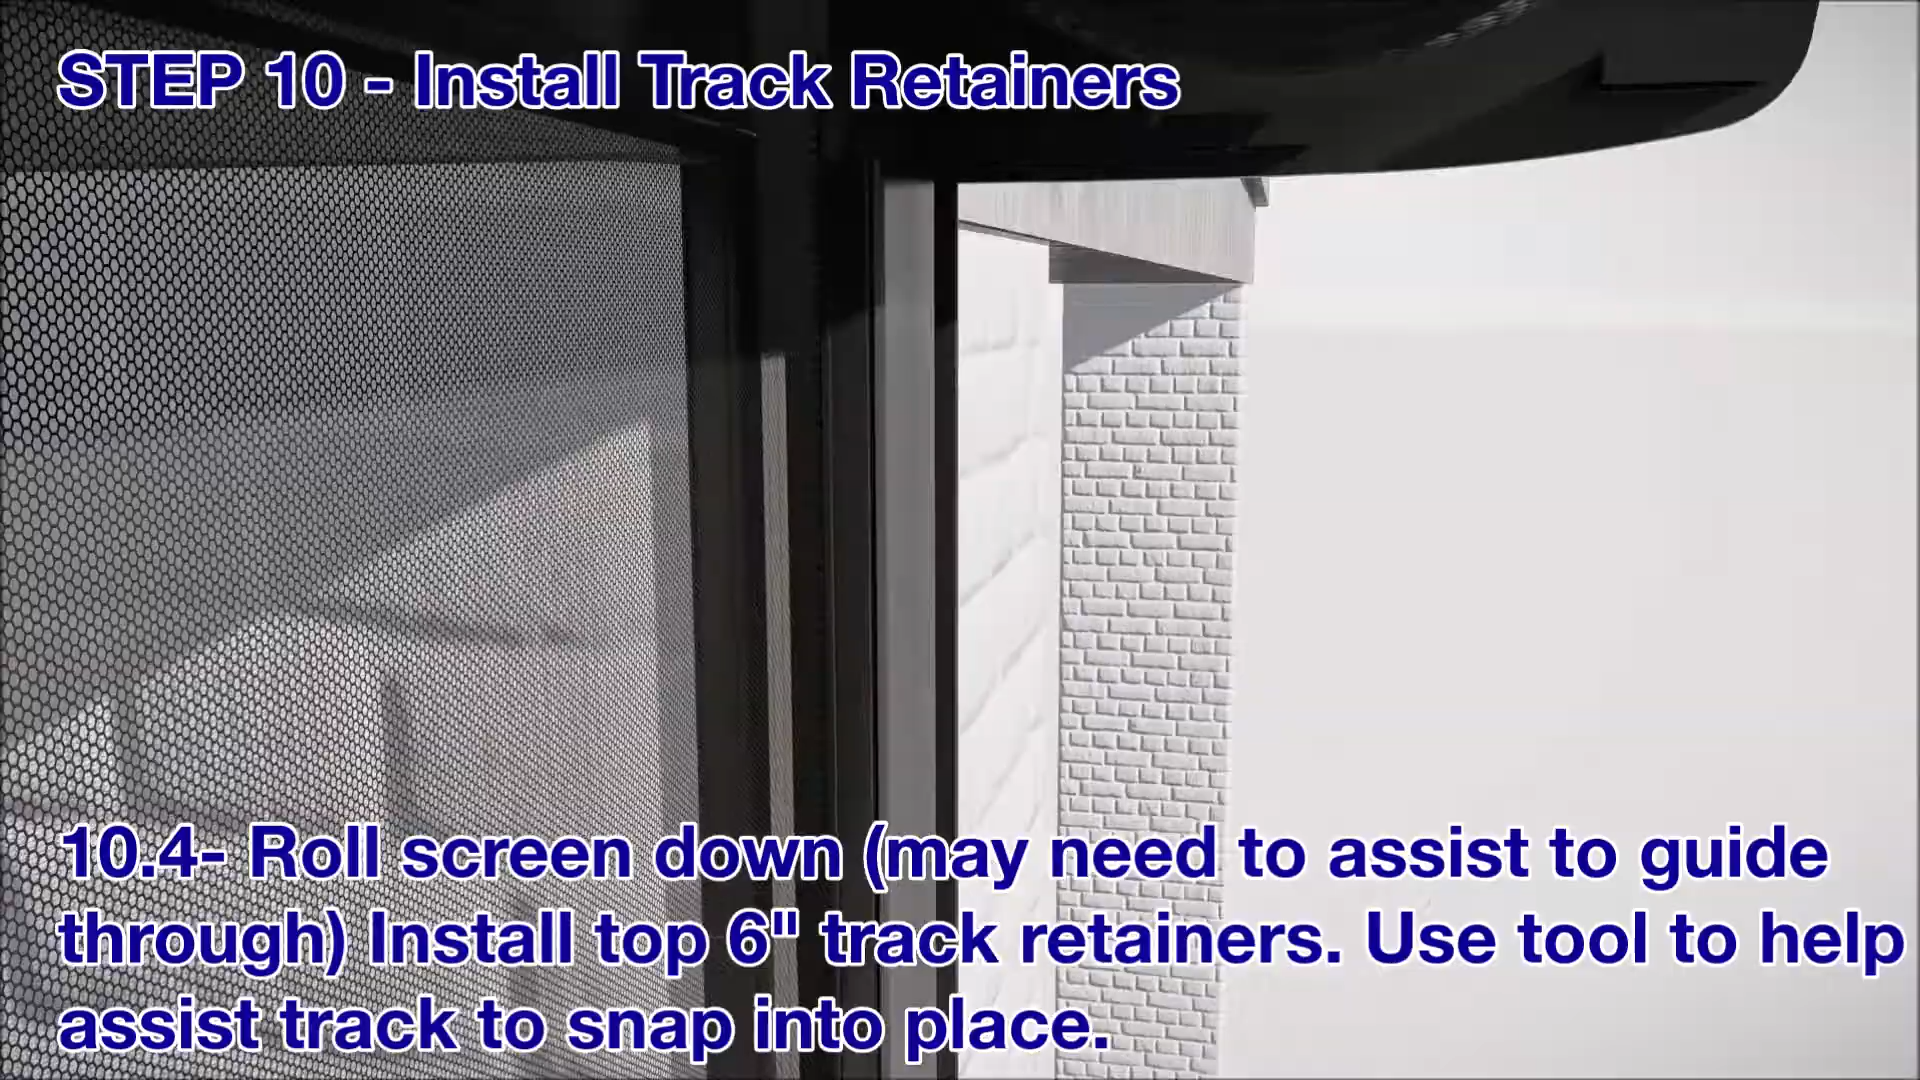 STEP 10 - Install Track Retainers
10.4- Roll screen down (may need to assist to guide
through) Install top 6" track retainers. Use tool to help
assist track to snap into place.